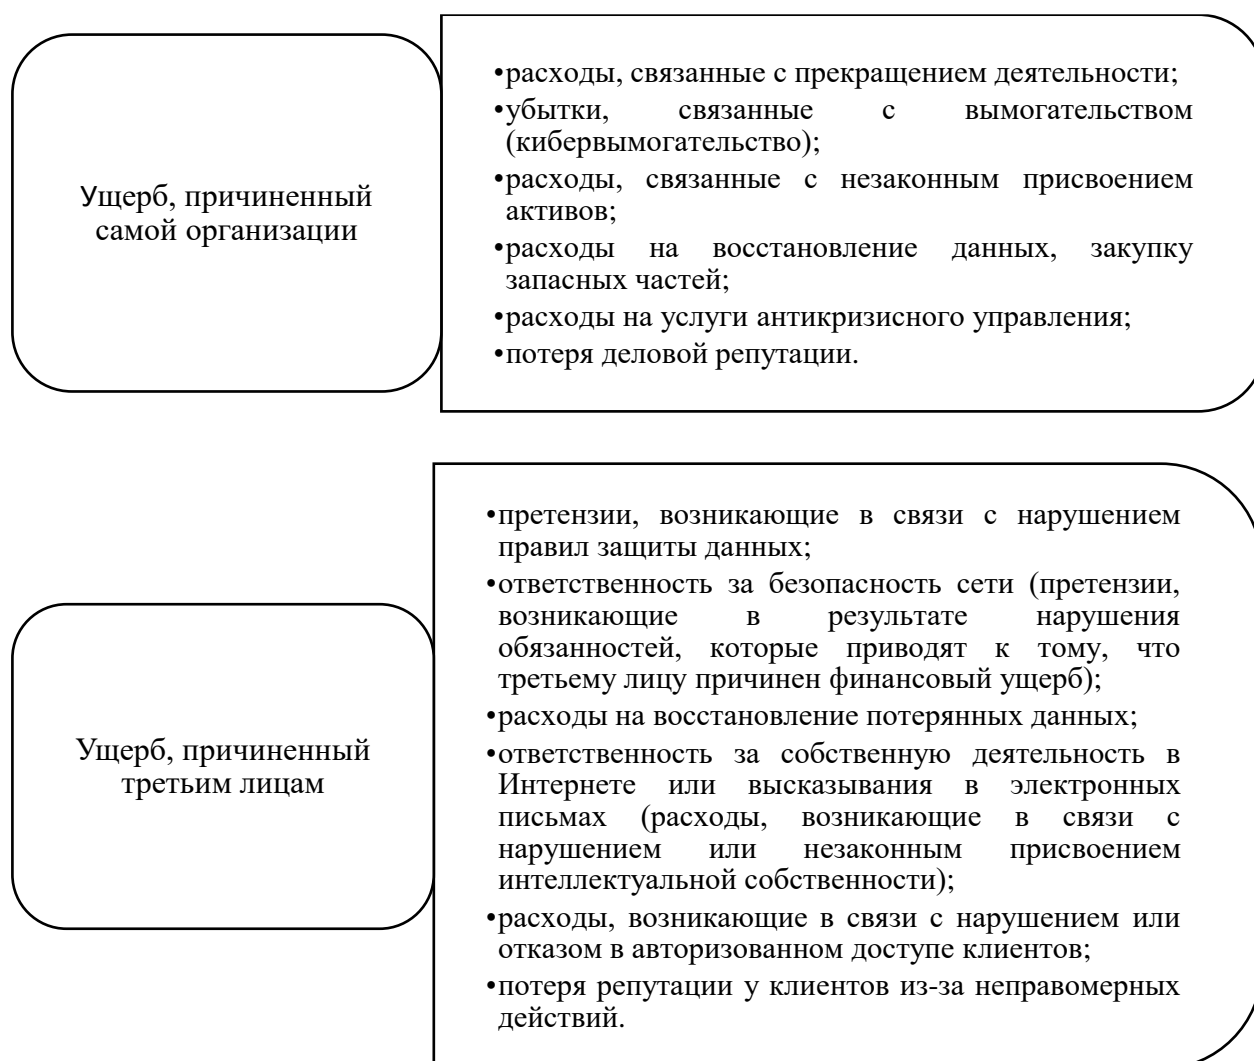 Ущерб, причиненный
самой организации
•расходы, связанные с прекращением деятельности;
•убытки, связанные с вымогательством
(кибервымогательство);
•расходы, связанные с незаконным присвоением
активов;
•расходы на восстановление данных, закупку
запасных частей;
•расходы на услуги антикризисного управления;
•потеря деловой репутации.
Ущерб, причиненный
третьим лицам
•претензии, возникающие в связи с нарушением
правил защиты данных;
•ответственность за безопасность сети (претензии,
возникающие в результате нарушения
обязанностей, которые приводят к тому, что
третьему лицу причинен финансовый ущерб);
•расходы на восстановление потерянных данных;
•ответственность за собственную деятельность в
Интернете или высказывания в электронных
письмах (расходы, возникающие в связи с
нарушением или незаконным присвоением
интеллектуальной собственности);
•расходы, возникающие в связи с нарушением или
отказом в авторизованном доступе клиентов;
•потеря репутации у клиентов из-за неправомерных
действий.